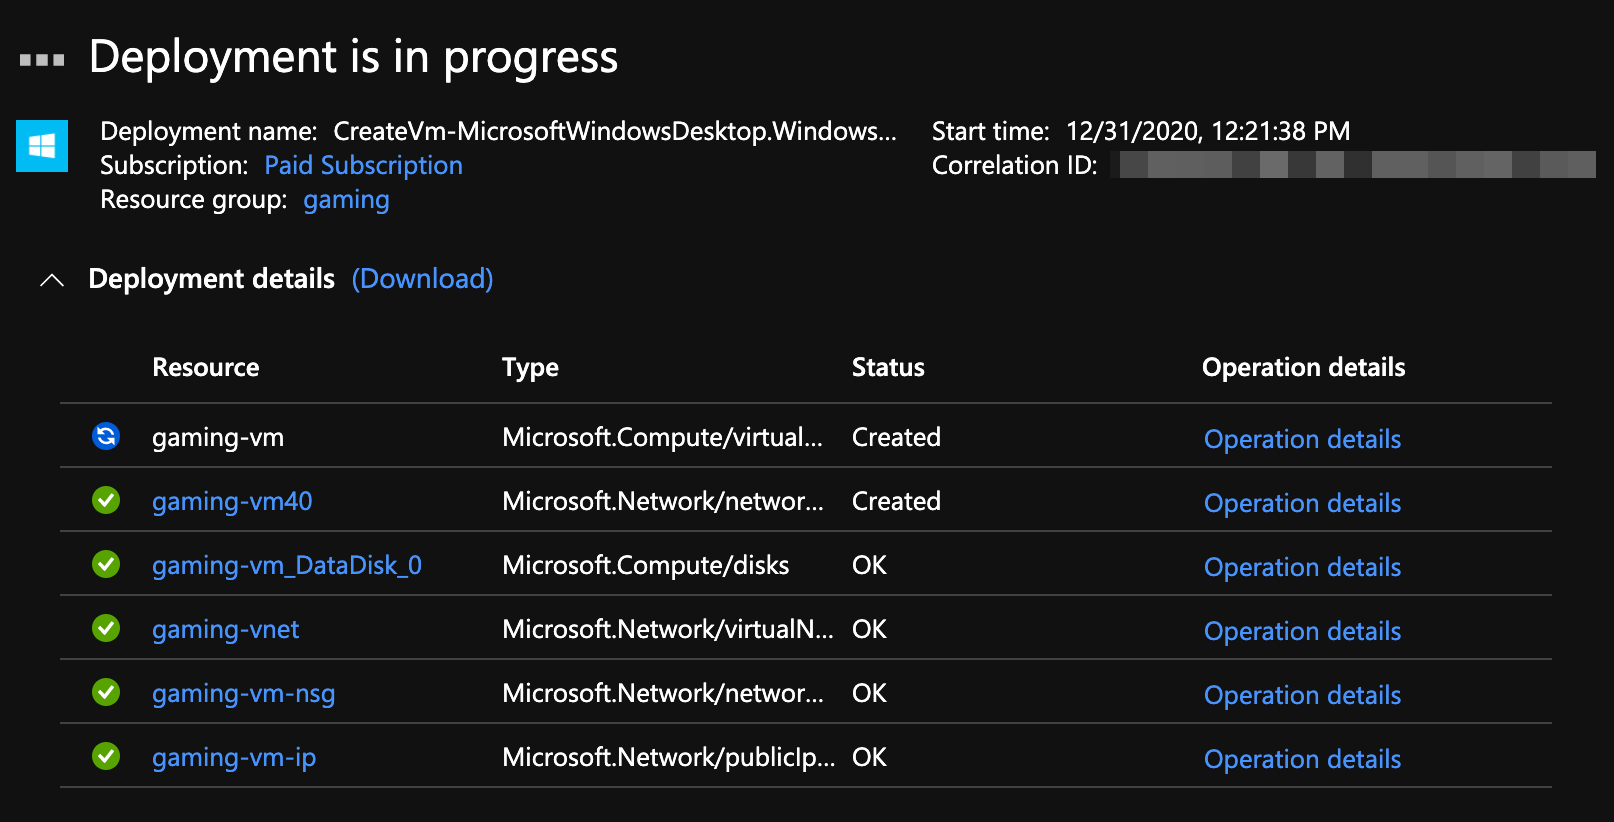 Deployment is in progress
Deployment name: CreateVm-MicrosoftWindowsDesktop.Windows... Start time: 12/31/2020, 12:21:38 PM
Subscription: Paid Subscription Correlation ID:
Resource group: gaming
Deployment details (Download)
Resource Type Status Operation details
gaming-vm Microsoft.Compute/virtual... Created Operation details
gaming-vm40 Microsoft.Network/networ... Created Operation details
gaming-vm_DataDisk_0 Microsoft.Compute/disks OK Operation details
gaming-vnet Microsoft.Network/virtualN... OK Operation details
gaming-vm-nsg Microsoft.Network/networ... OK Operation details
gaming-vm-ip Microsoft.Network/publicIp... OK Operation details